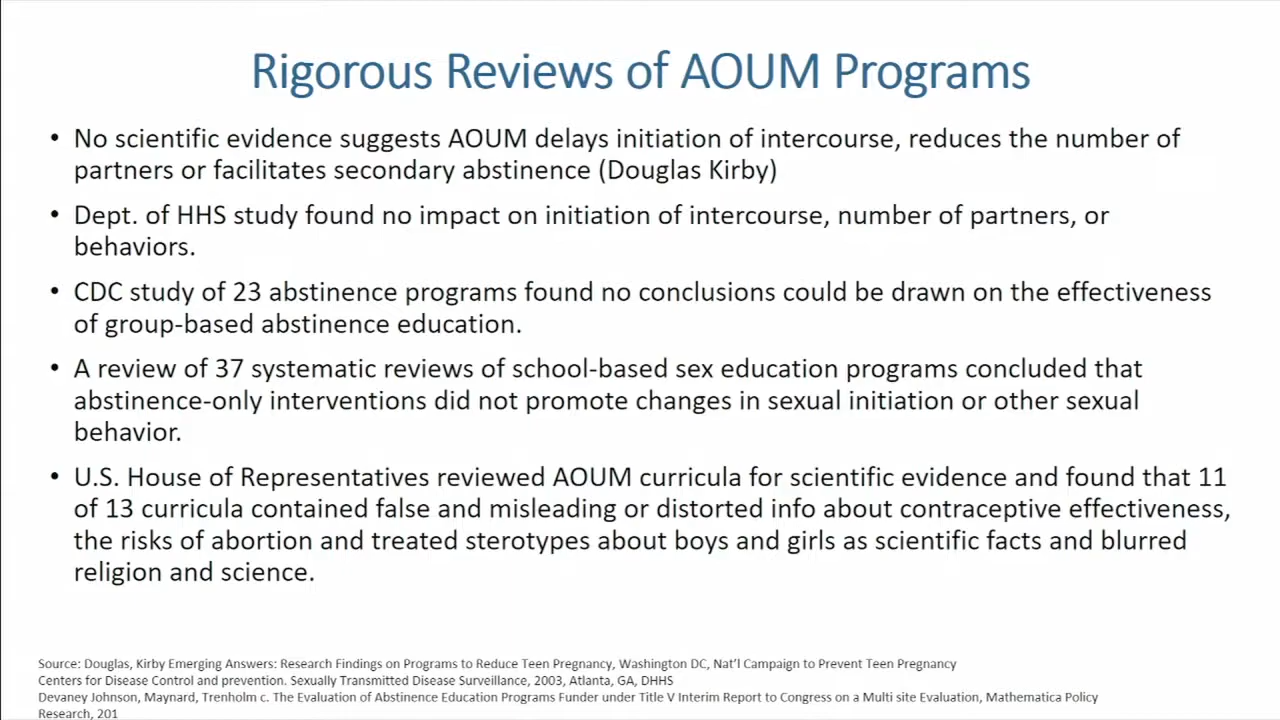 Rigorous Reviews of AOUM Programs
• No scientific evidence suggests AOUM delays initiation of intercourse, reduces the number of
partners or facilitates secondary abstinence (Douglas Kirby)
• Dept. of HHS study found no impact on initiation of intercourse, number of partners, or
behaviors.
• CDC study of 23 abstinence programs found no conclusions could be drawn on the effectiveness
of group-based abstinence education.
• A review of 37 systematic reviews of school-based sex education programs concluded that
abstinence-only interventions did not promote changes in sexual initiation or other sexual
behavior.
• U.S. House of Representatives reviewed AOUM curricula for scientific evidence and found that 11
of 13 curricula contained false and misleading or distorted info about contraceptive effectiveness,
the risks of abortion and treated sterotypes about boys and girls as scientific facts and blurred
religion and science.
Source: Douglas, Kirby Emerging Answers: Research Findings on Programs to Reduce Teen Pregnancy, Washington DC, Nat'l Campaign to Prevent Teen Pregnancy
Centers for Disease Control and prevention. Sexually Transmitted Disease Surveillance, 2003, Atlanta, GA, DHHS
Devaney Johnson, Maynard, Trenholm c. The Evaluation of Abstinence Education Programs Funder under Title V Interim Report to Congress on a Multi site Evaluation, Mathematica Policy
Research, 201